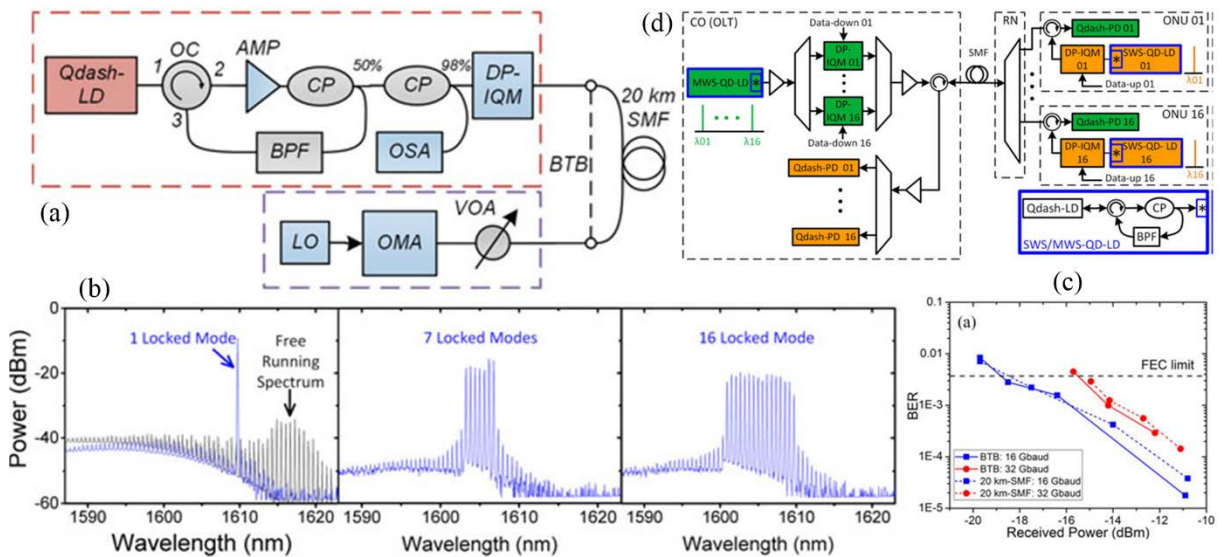 Qdash-
LD
OC
1
2
3
AMP
CP
50%
CP
98%
DP-
IQM
BPF
OSA
BTB
20 km
SMF
(a)
LO
OMA
VOA
(d)
CO (OLT)
Data-down 01
DP-
IQM
01
MWS-QD-LD
*
λ01
λ16
DP-
IQM 16
Data-down 16
Qdash-PD 01
Qdash-PD 16
SMF
RN
ONU 01
Qdash-PD 01
DP-IQM
01
*
SWS-QD-LD
01
Data-up 01
λ01
ONU 16
Qdash-PD 16
DP-IQM
16
*
SWS-QD- LD
16
Data-up 16
λ16
Qdash-LD
CP
*
BPF
SWS/MWS-QD-LD
(b)
Power (dBm)
0
-20
-40
-60
1 Locked Mode
Free
Running
Spectrum
7 Locked Modes
16 Locked Mode
1590 1600 1610 1620
1590 1600 1610 1620
1590 1600 1610 1620
Wavelength (nm)
Wavelength (nm)
Wavelength (nm)
(c)
(a)
BER
0.1
0.01
1E-3
1E-4
1E-5
FEC limit
BTB: 16 Gbaud
BTB: 32 Gbaud
20 km-SMF: 16 Gbaud
20 km-SMF: 32 Gbaud
-20 -18 -16 -14 -12 -10
Received Power (dBm)